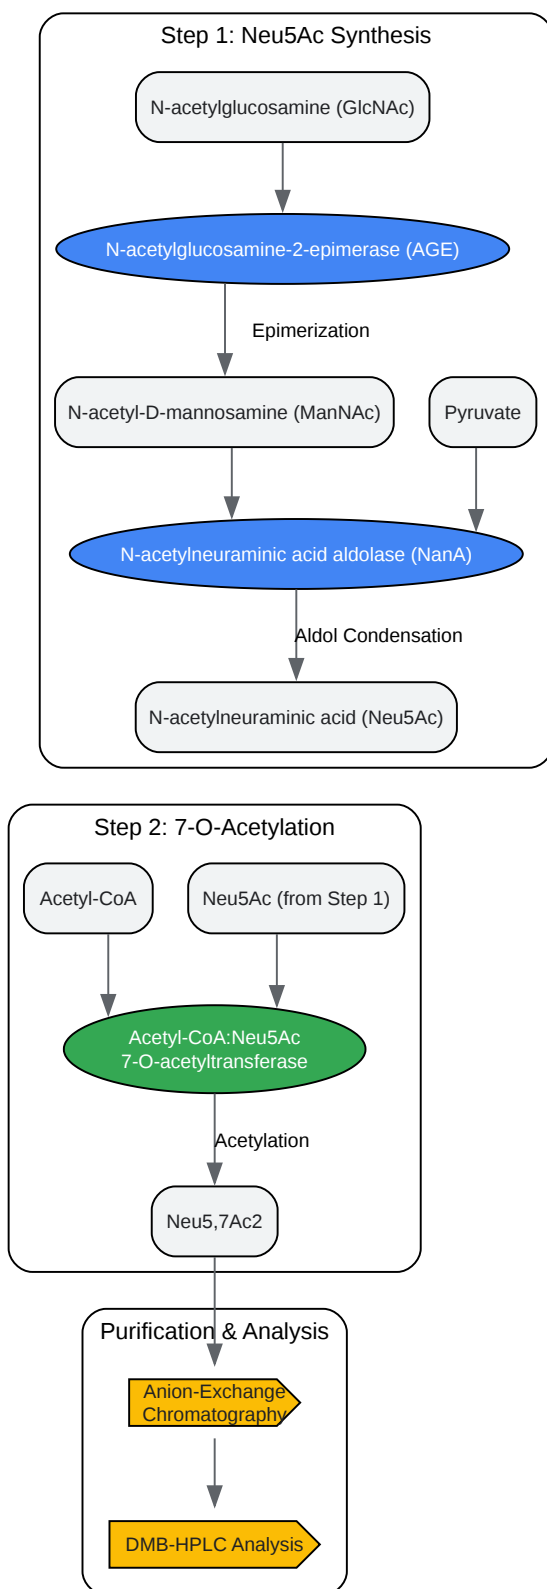 Step 1: Neu5Ac Synthesis
N-acetylglucosamine (GlcNAc)
N-acetylglucosamine-2-epimerase (AGE)
Epimerization
N-acetyl-D-mannosamine (ManNAc)
Pyruvate
N-acetylneuraminic acid aldolase (NanA)
Aldol Condensation
N-acetylneuraminic acid (Neu5Ac)
Step 2: 7-O-Acetylation
Acetyl-CoA
Neu5Ac (from Step 1)
Acetyl-CoA:Neu5Ac
7-O-acetyltransferase
Acetylation
Neu5,7Ac2
Purification & Analysis
Anion-Exchange
Chromatography
DMB-HPLC Analysis